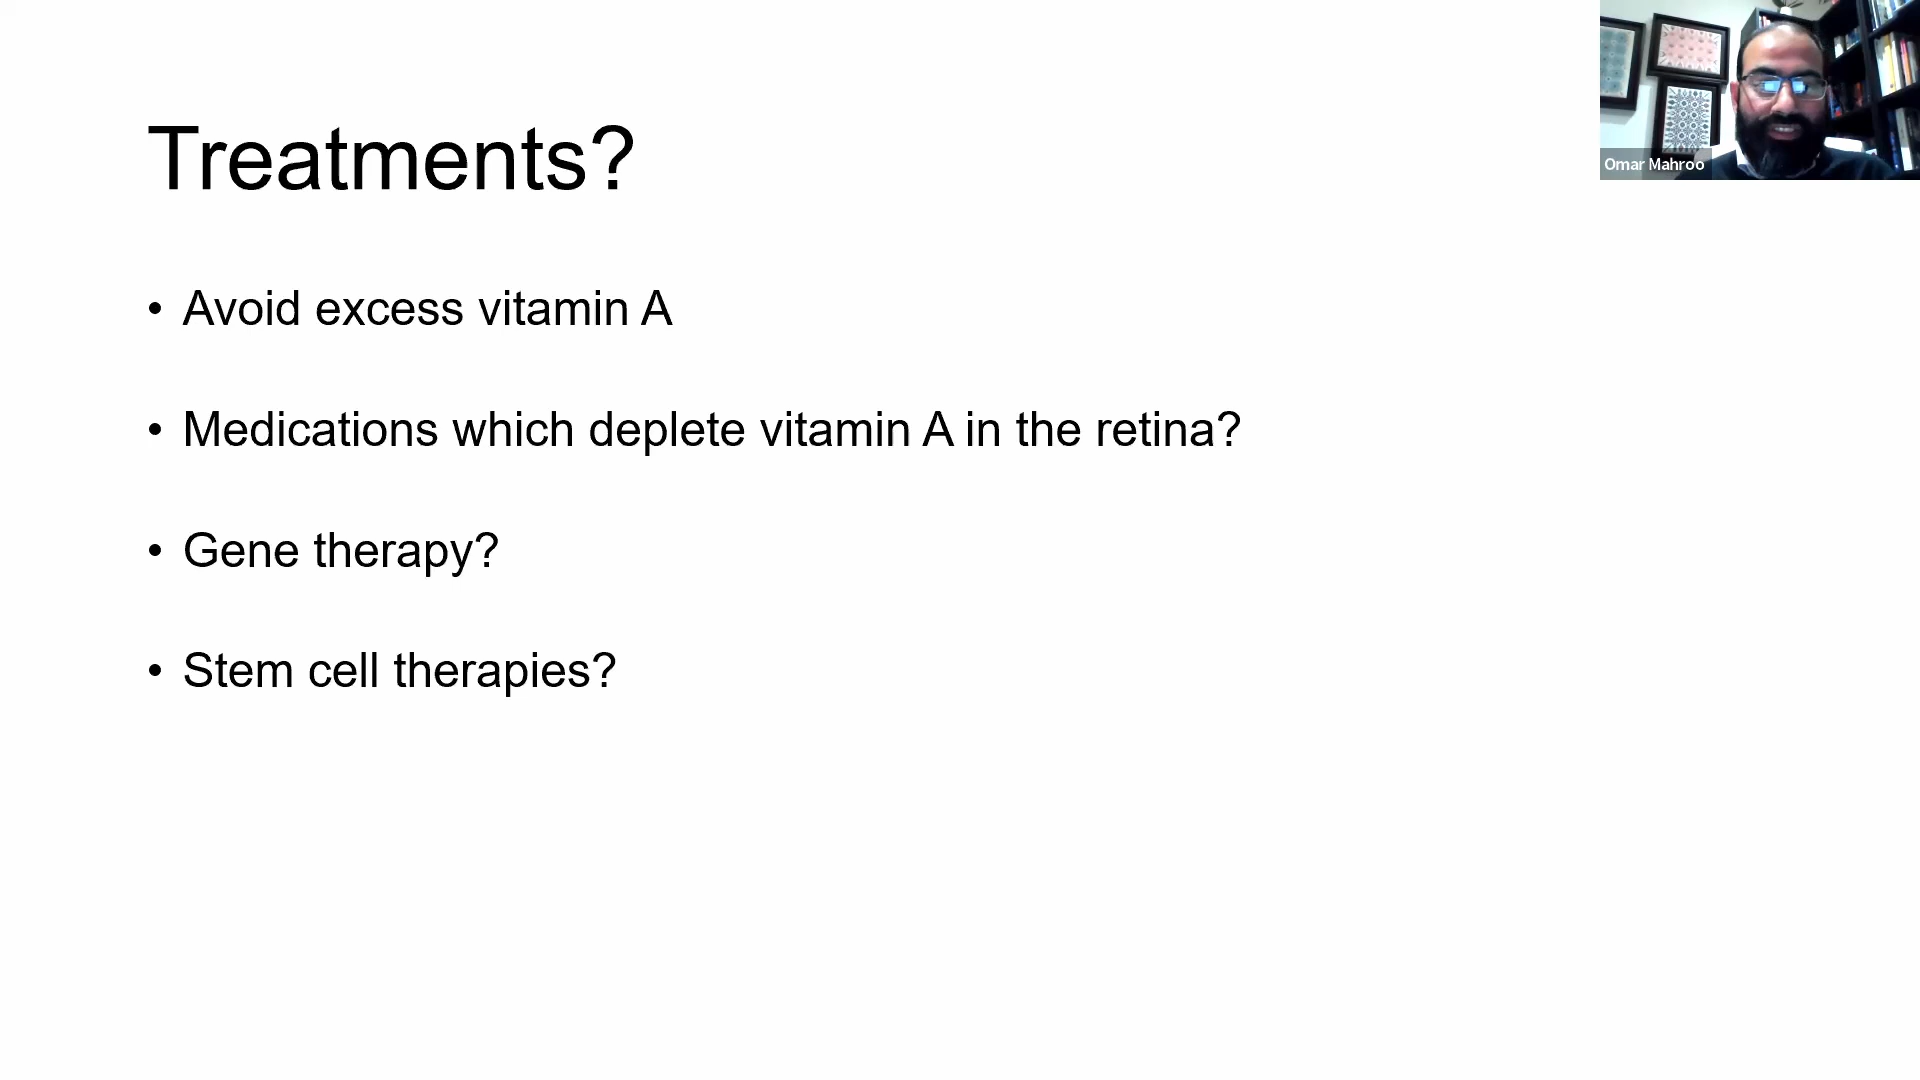 Treatments?
• Avoid excess vitamin A
• Medications which deplete vitamin A in the retina?
• Gene therapy?
• Stem cell therapies?
Omar Mahroo